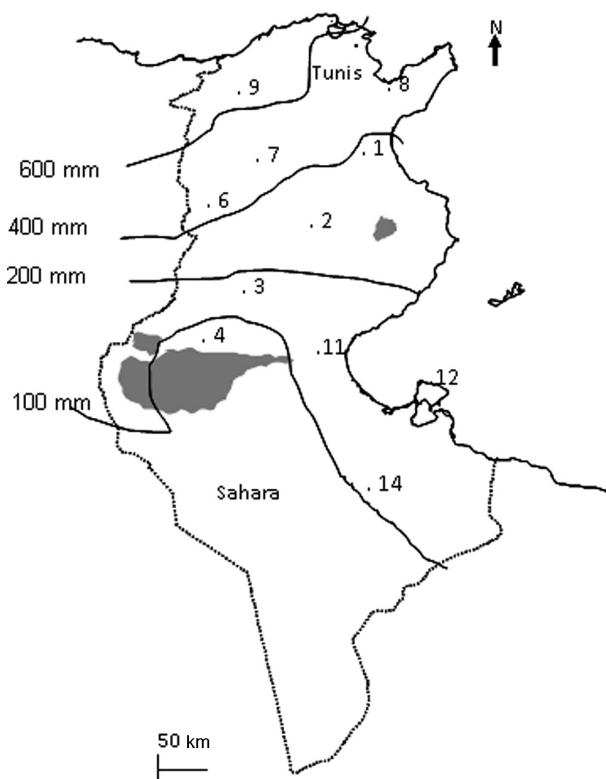 N
Tunis
. 9
. 8
600 mm
. 7
. 1
. 6
400 mm
. 2
200 mm
. 3
. 4
. 11
12
100 mm
. 14
Sahara
50 km